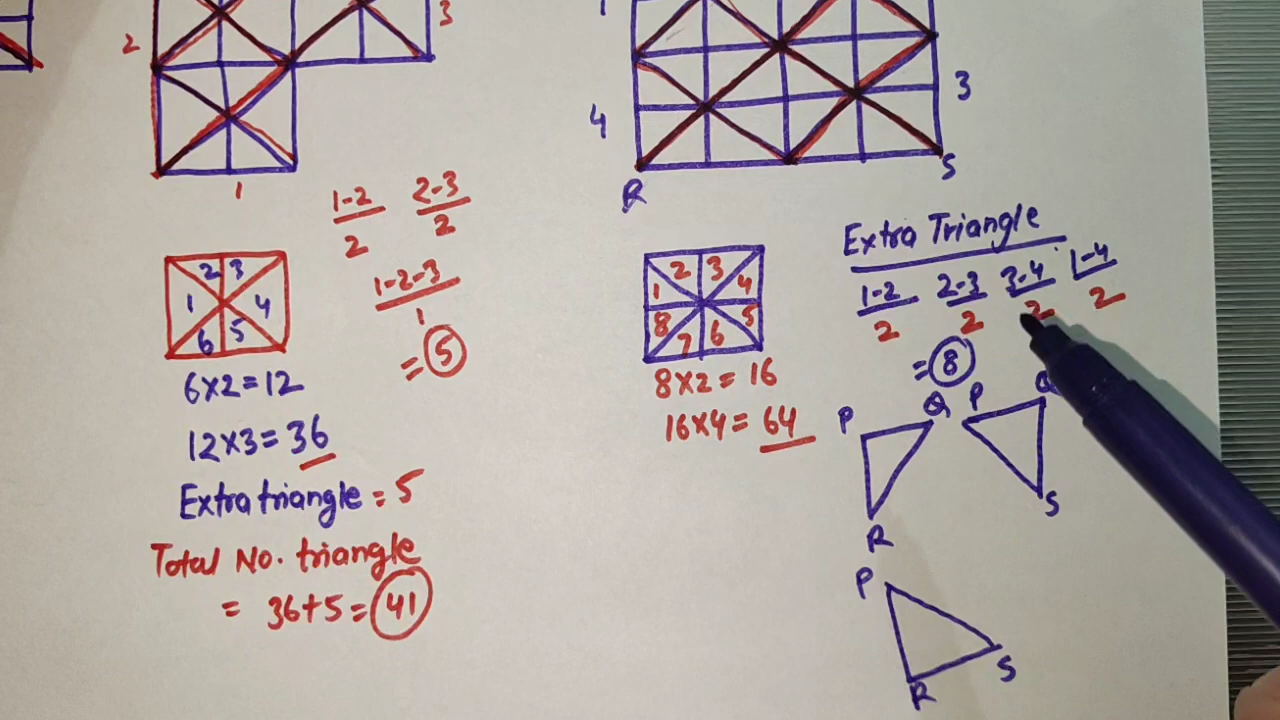 2
3
1
1-2 2-3
2 2
1-2-3
1
= 5
2 3
1 4
6 5
6x2=12
12x3=36
Extra triangle = 5
Total No. triangle
= 36+5= 41
1
4
3
R S
2 3
1 4
8 5
7 6
8x2= 16
16x4= 64
Extra Triangle
1-2 2-3 3-4 1-4
2 2 2 2
= 8
P Q
R
P Q
S
P
R S